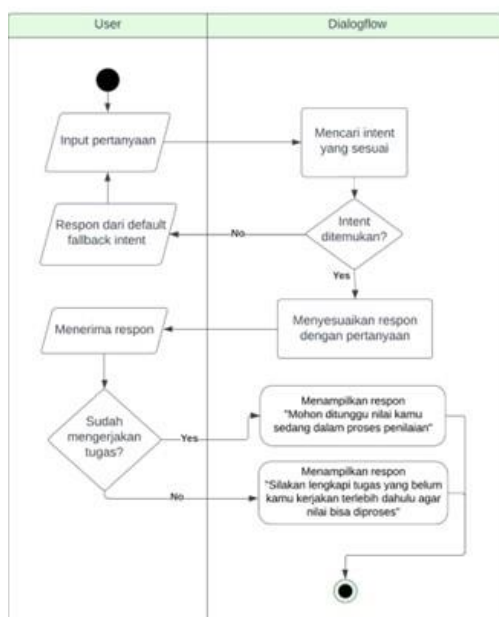 User
Dialogflow
Input pertanyaan
Mencari intent
yang sesuai
Respon dari default
fallback intent
No
Intent
ditemukan?
Yes
Menerima respon
Menyesuaikan respon
dengan pertanyaan
Sudah
mengerjakan
tugas?
Yes
Menampilkan respon
"Mohon ditunggu nilai kamu
sedang dalam proses penilaian"
No
Menampilkan respon
"Silakan lengkapi tugas yang belum
kamu kerjakan terlebih dahulu agar
nilai bisa diproses"